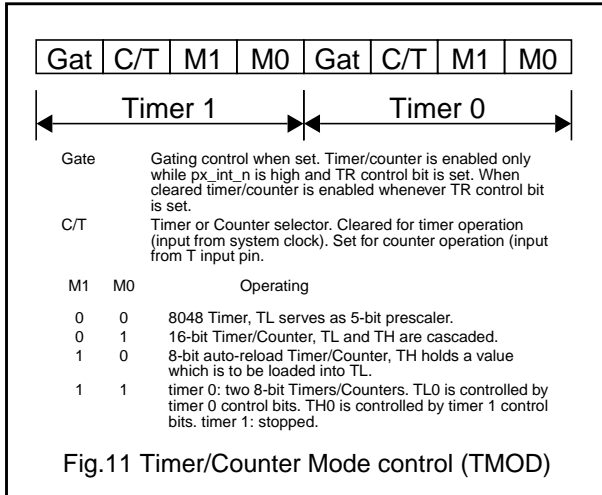 Gat C/T M1 M0 Gat C/T M1 M0
Timer 1 Timer 0
Gate Gating control when set. Timer/counter is enabled only
while px_int_n is high and TR control bit is set. When
cleared timer/counter is enabled whenever TR control bit
is set.
C/T Timer or Counter selector. Cleared for timer operation
(input from system clock). Set for counter operation (input
from T input pin.
M1 M0 Operating
0 0 8048 Timer, TL serves as 5-bit prescaler.
0 1 16-bit Timer/Counter, TL and TH are cascaded.
1 0 8-bit auto-reload Timer/Counter, TH holds a value
which is to be loaded into TL.
1 1 timer 0: two 8-bit Timers/Counters. TL0 is controlled by
timer 0 control bits. TH0 is controlled by timer 1 control
bits. timer 1: stopped.
Fig.11 Timer/Counter Mode control (TMOD)